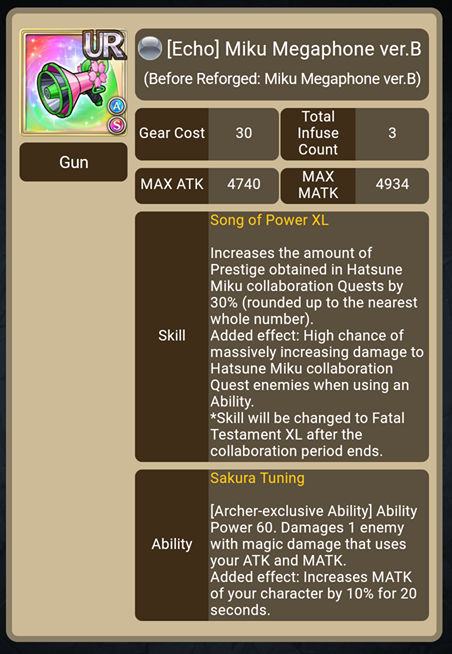 UR
[Echo] Miku Megaphone ver.B
(Before Reforged: Miku Megaphone ver.B)
A
S
Gun
Gear Cost
30
Total
Infuse
Count
3
MAX ATK
4740
MAX
MATK
4934
Skill
Song of Power XL
Increases the amount of
Prestige obtained in Hatsune
Miku collaboration Quests by
30% (rounded up to the nearest
whole number).
Added effect: High chance of
massively increasing damage to
Hatsune Miku collaboration
Quest enemies when using an
Ability.
*Skill will be changed to Fatal
Testament XL after the
collaboration period ends.
Ability
Sakura Tuning
[Archer-exclusive Ability] Ability
Power 60. Damages 1 enemy
with magic damage that uses
your ATK and MATK.
Added effect: Increases MATK
of your character by 10% for 20
seconds.